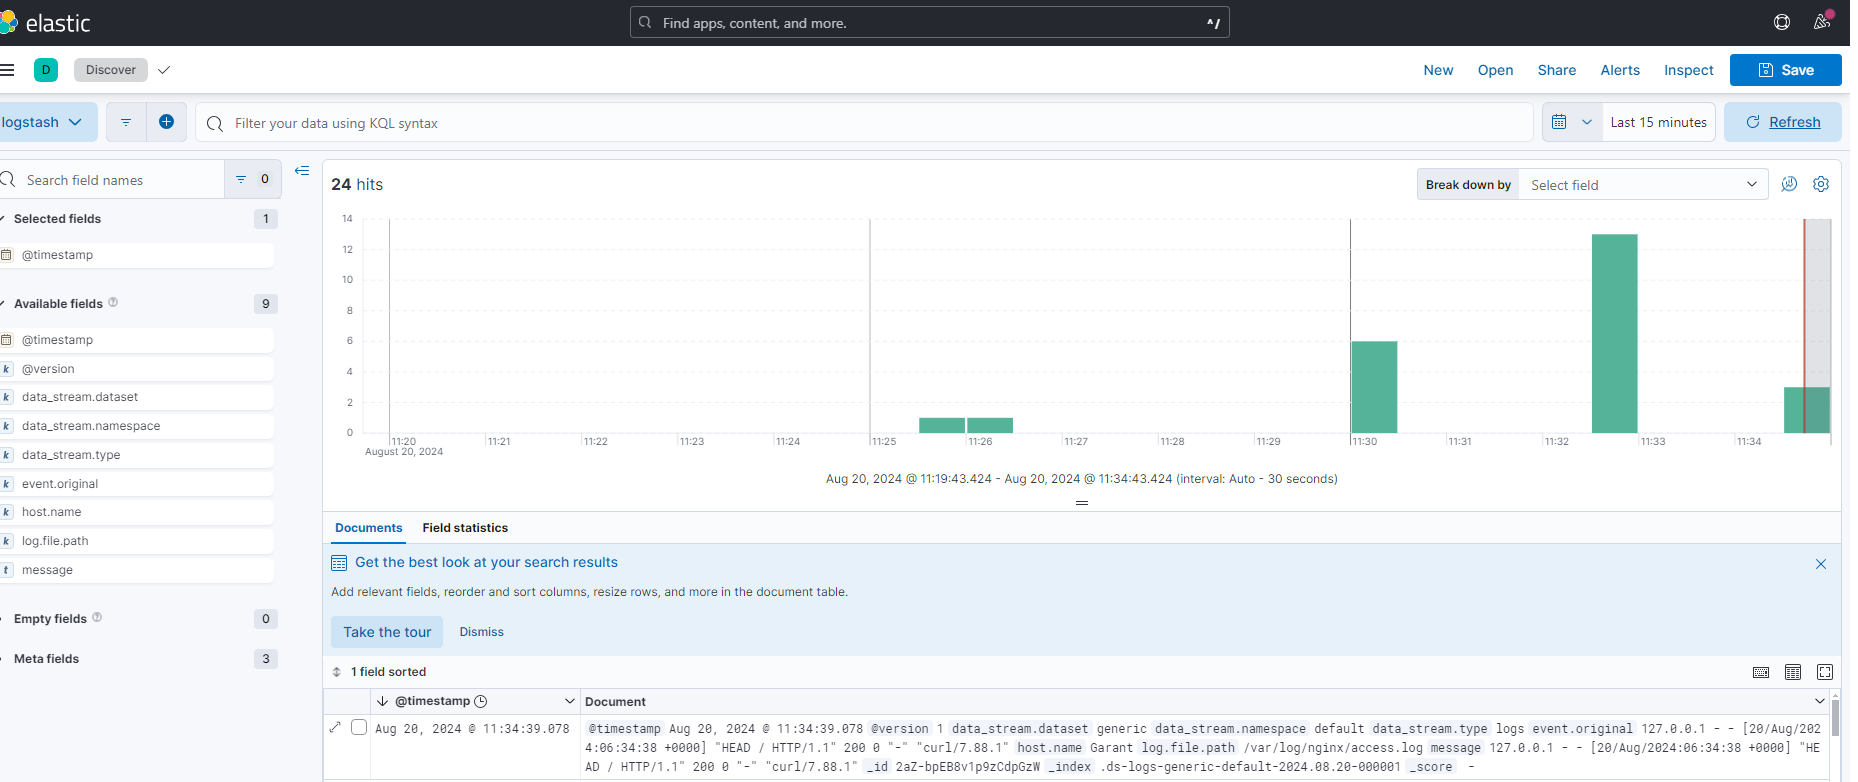 elastic
Find apps, content, and more.
^/
D
Discover
New
Open
Share
Alerts
Inspect
Save
logstash
Filter your data using KQL syntax
Last 15 minutes
Refresh
Search field names
0
Selected fields
1
@timestamp
Available fields
9
@timestamp
k @version
k data_stream.dataset
k data_stream.namespace
k data_stream.type
k event.original
k host.name
k log.file.path
t message
Empty fields
0
Meta fields
3
24 hits
Break down by
Select field
14
12
10
8
6
4
2
0
11:20
11:21
11:22
11:23
11:24
11:25
11:26
11:27
11:28
11:29
11:30
11:31
11:32
11:33
11:34
August 20, 2024
Aug 20, 2024 @ 11:19:43.424 - Aug 20, 2024 @ 11:34:43.424 (interval: Auto - 30 seconds)
Documents
Field statistics
Get the best look at your search results
Add relevant fields, reorder and sort columns, resize rows, and more in the document table.
Take the tour
Dismiss
1 field sorted
@timestamp
Document
Aug 20, 2024 @ 11:34:39.078
@timestamp Aug 20, 2024 @ 11:34:39.078 @version 1 data_stream.dataset generic data_stream.namespace default data_stream.type logs event.original 127.0.0.1 - - [20/Aug/202
4:06:34:38 +0000] "HEAD / HTTP/1.1" 200 0 "-" "curl/7.88.1" host.name Garant log.file.path /var/log/nginx/access.log message 127.0.0.1 - - [20/Aug/2024:06:34:38 +0000] "HE
AD / HTTP/1.1" 200 0 "-" "curl/7.88.1" _id 2aZ-bpEB8v1p9zCdpGzW _index .ds-logs-generic-default-2024.08.20-000001 _score -